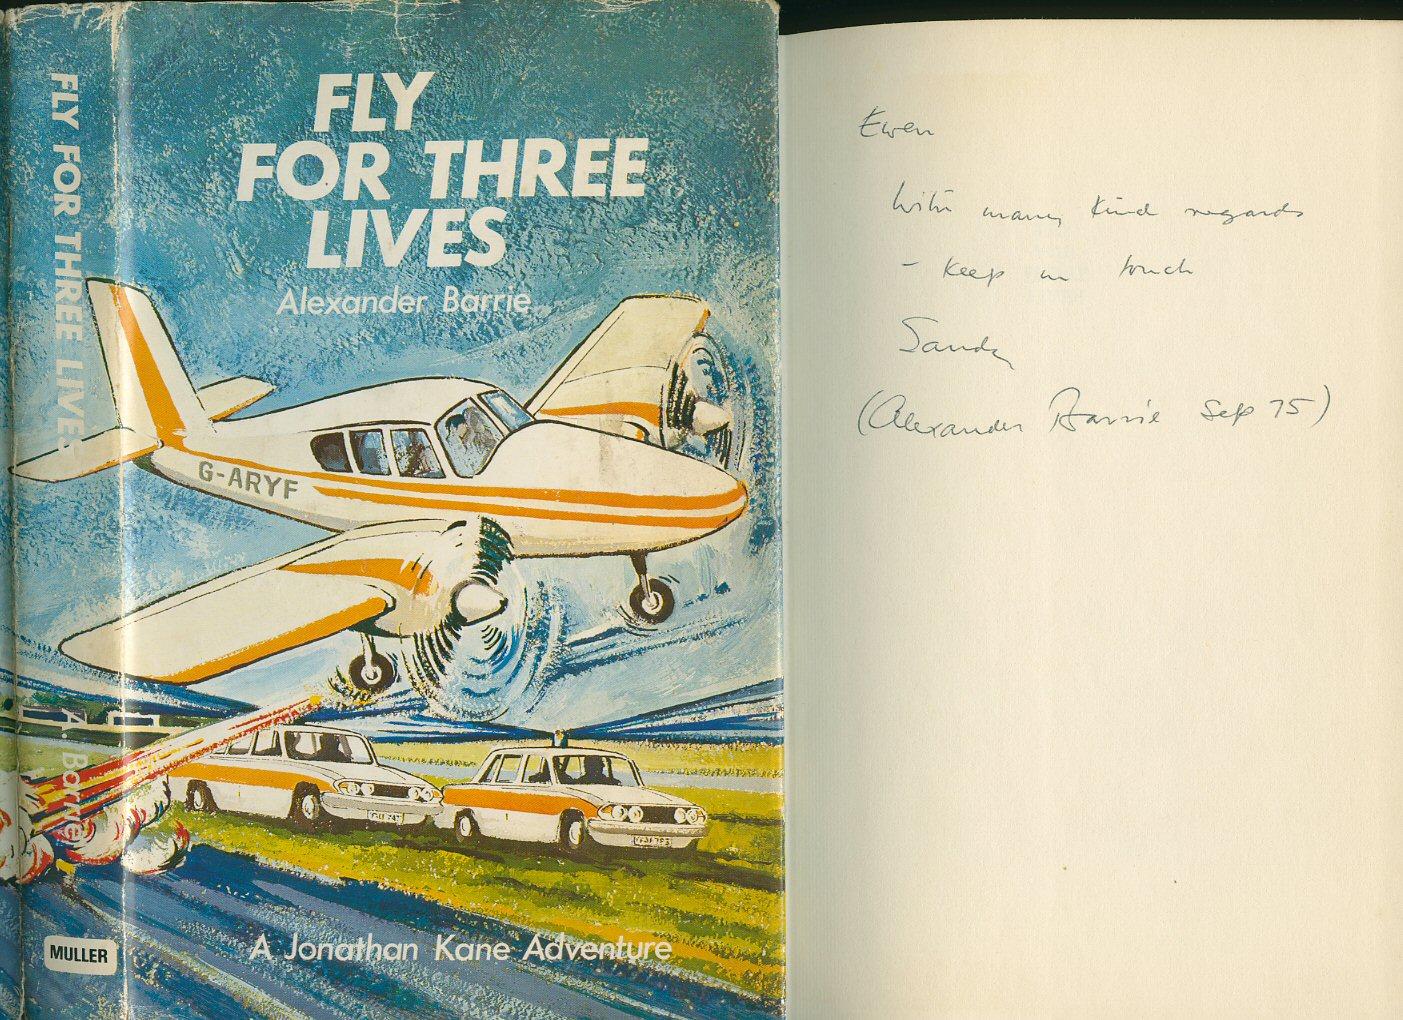 FLY FOR THREE LIVES
A. Barrie
MULLER
FLY
FOR THREE
LIVES
Alexander Barrie
G-ARYF
A Jonathan Kane Adventure
Ewen
With many kind regards
- keep in touch
Sandy
(Alexander Barrie Sep 75)